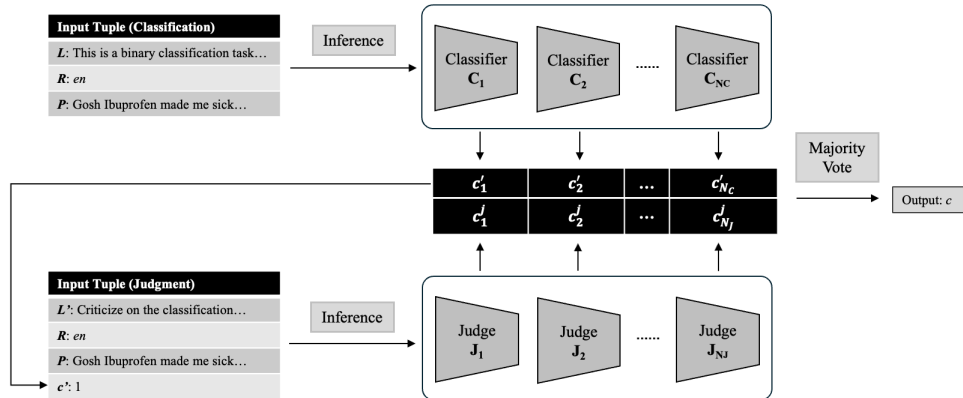 Input Tuple (Classification)
L: This is a binary classification task…
R: en
P: Gosh Ibuprofen made me sick…
Inference
Classifier
C1
Classifier
C2
......
Classifier
CNC
c′1 c′2 ... c′NC
cj1 cj2 ... cjNJ
Majority
Vote
Output: c
Input Tuple (Judgment)
L’: Criticize on the classification…
R: en
P: Gosh Ibuprofen made me sick…
c’: 1
Inference
Judge
J1
Judge
J2
......
Judge
JNJ